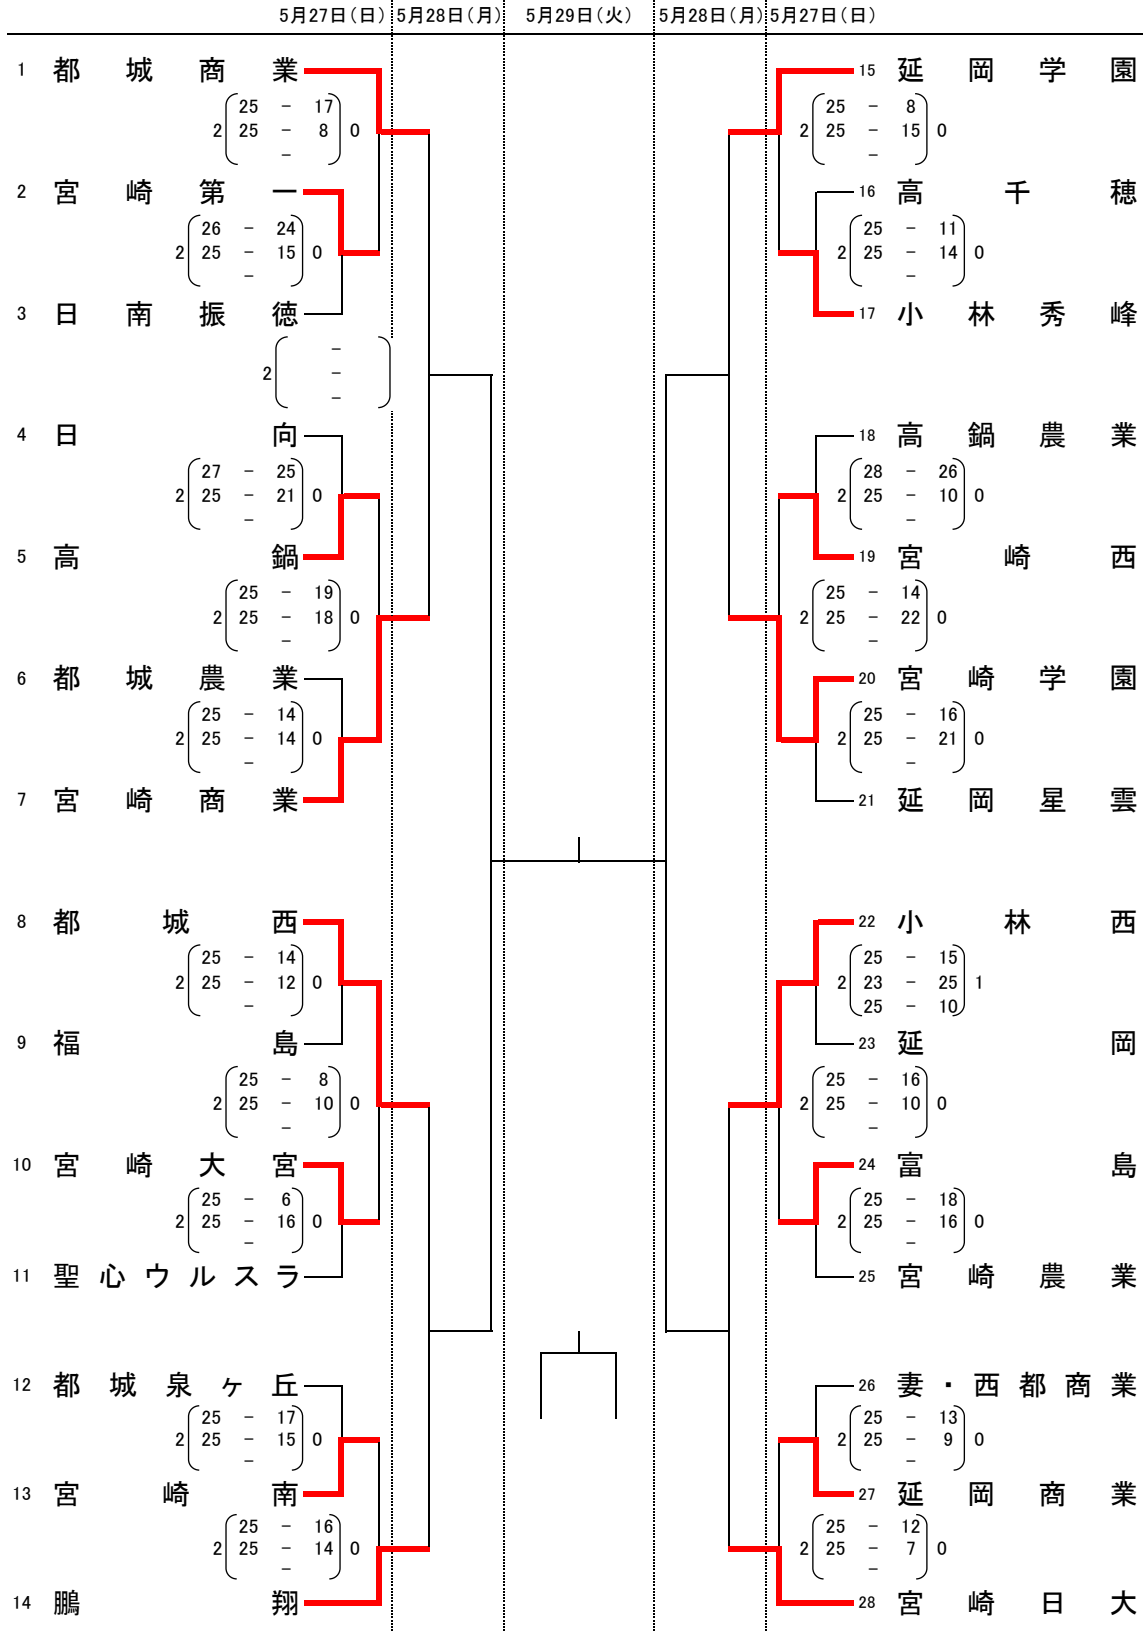 5月27日(日) 5月28日(月) 5月29日(火) 5月28日(月) 5月27日(日)
1 都城商業 15 延岡学園
25 - 17 25 - 8
2 25 - 8 0 2 25 - 15 0
- -
2 宮崎第一 16 高千穂
26 - 24 25 - 11
2 25 - 15 0 2 25 - 14 0
- -
3 日南振徳 17 小林秀峰
-
2 -
-
4 日向 18 高鍋農業
27 - 25 28 - 26
2 25 - 21 0 2 25 - 10 0
- -
5 高鍋 19 宮崎西
25 - 19 25 - 14
2 25 - 18 0 2 25 - 22 0
- -
6 都城農業 20 宮崎学園
25 - 14 25 - 16
2 25 - 14 0 2 25 - 21 0
- -
7 宮崎商業 21 延岡星雲
8 都城西 22 小林西
25 - 14 25 - 15
2 25 - 12 0 2 23 - 25 1
- 25 - 10
9 福島 23 延岡
25 - 8 25 - 16
2 25 - 10 0 2 25 - 10 0
- -
10 宮崎大宮 24 富島
25 - 6 25 - 18
2 25 - 16 0 2 25 - 16 0
- -
11 聖心ウルスラ 25 宮崎農業
12 都城泉ヶ丘 26 妻・西都商業
25 - 17 25 - 13
2 25 - 15 0 2 25 - 9 0
- -
13 宮崎南 27 延岡商業
25 - 16 25 - 12
2 25 - 14 0 2 25 - 7 0
- -
14 鵬翔 28 宮崎日大